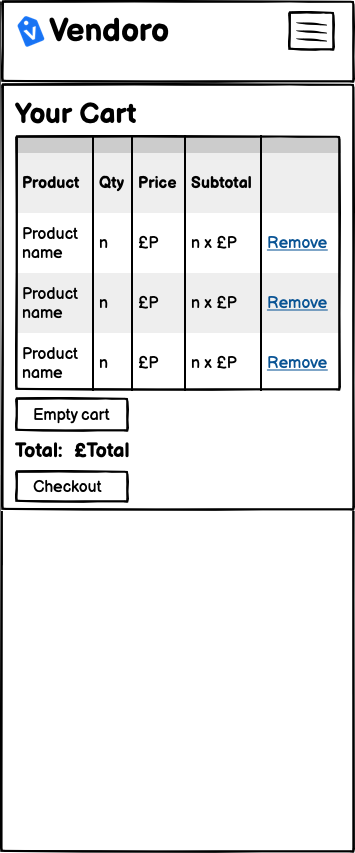 Vendoro
Your Cart
Product Qty Price Subtotal
Product name n £P n x £P Remove
Product name n £P n x £P Remove
Product name n £P n x £P Remove
Empty cart
Total: £Total
Checkout